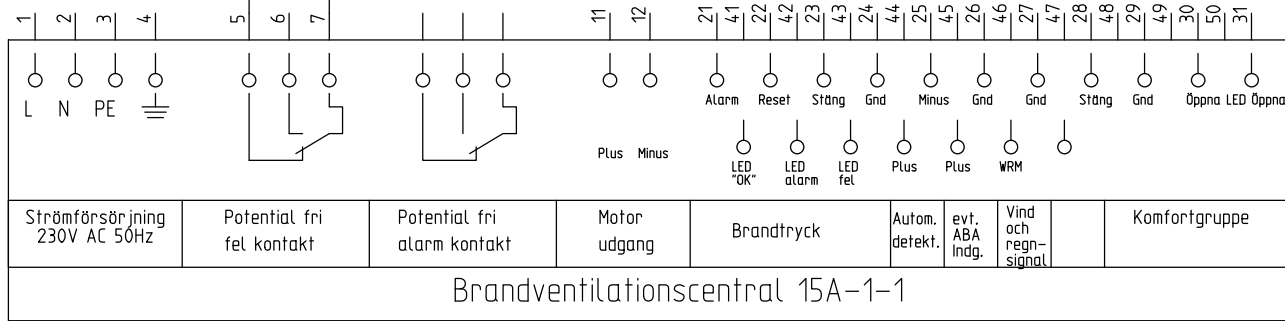 1 2 3 4 5 6 7 11 12 21 41 22 42 23 43 24 44 25 45 26 46 27 47 28 48 29 49 30 50 31
L N PE
Alarm Reset Stäng Gnd Minus Gnd Gnd Stäng Gnd Öppna LED Öppna
Plus Minus
LED "OK"
LED alarm
LED fel
Plus
Plus
WRM
Strömförsörjning
230V AC 50Hz
Potential fri
fel kontakt
Potential fri
alarm kontakt
Motor
udgang
Brandtryck
Autom.
detekt.
evt.
ABA
Indg.
Vind
och
regn-
signal
Komfortgruppe
Brandventilationscentral 15A-1-1